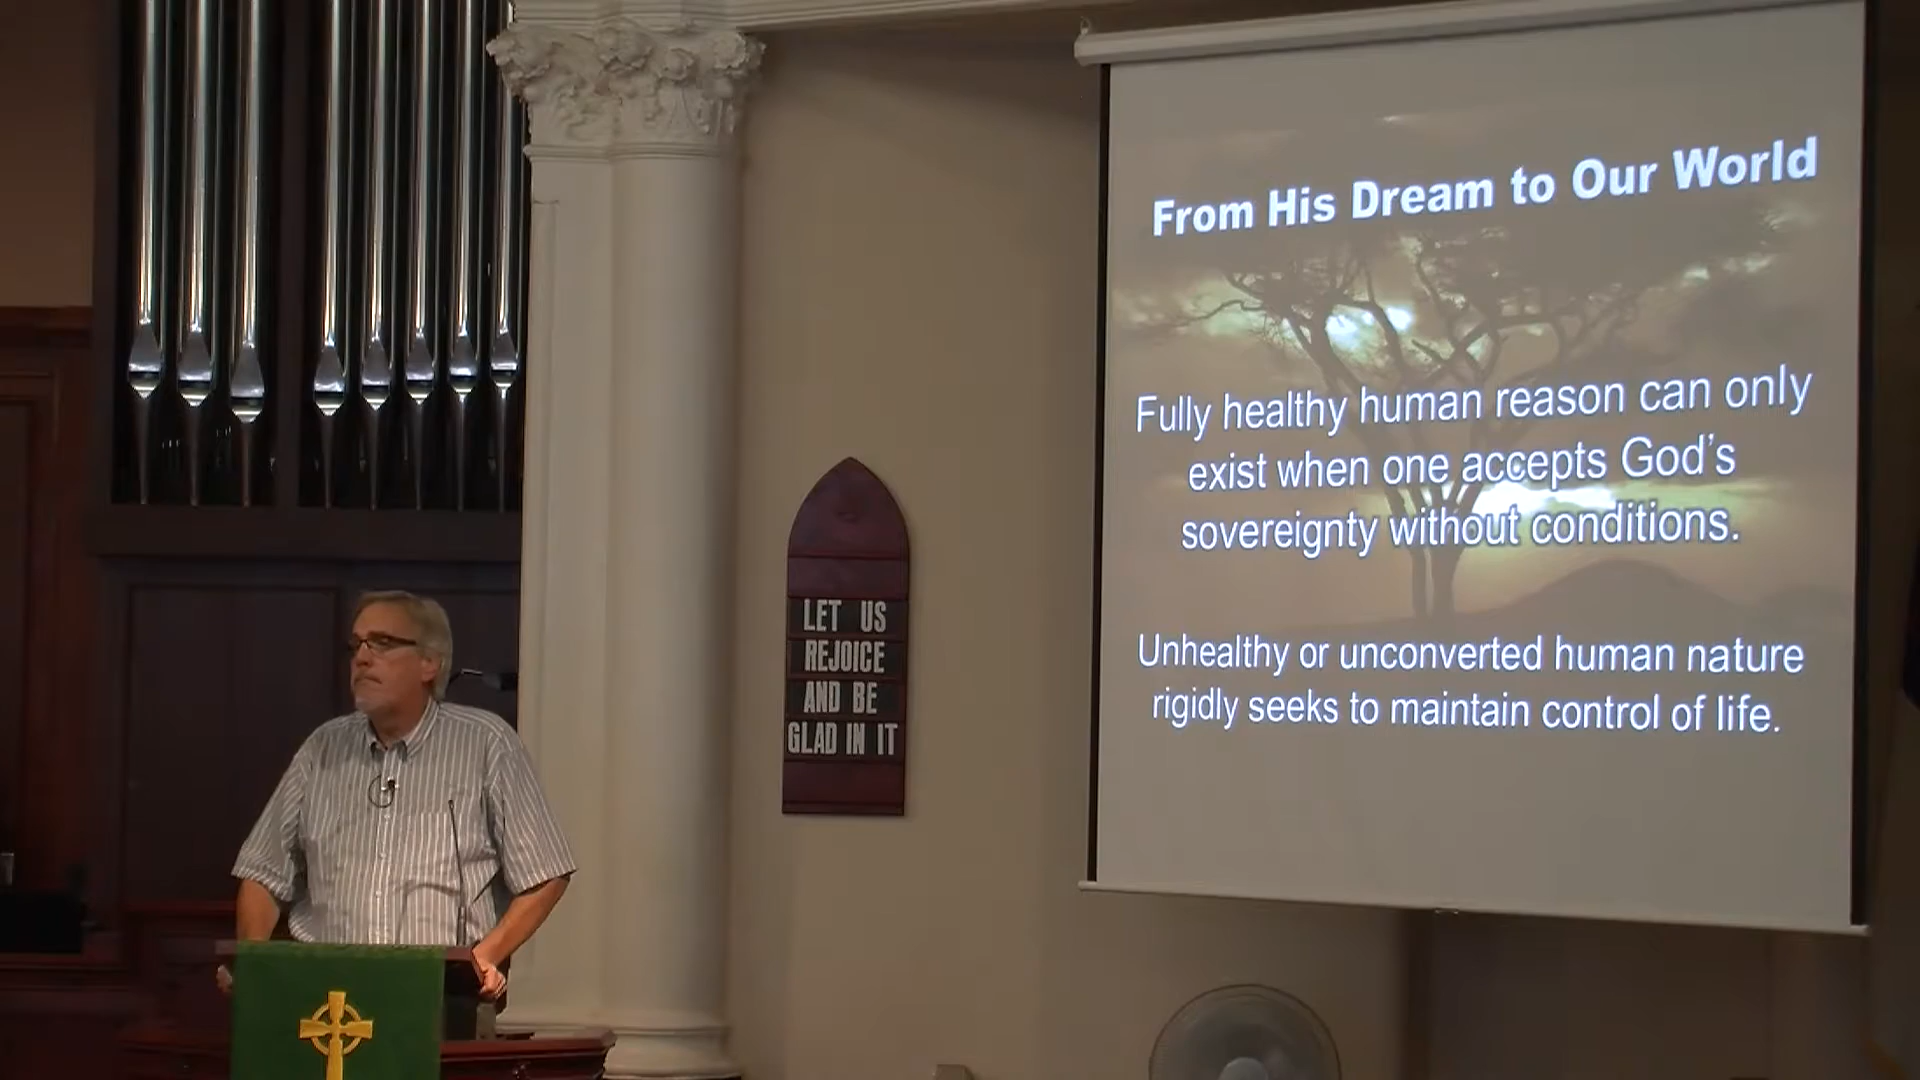 LET US
REJOICE
AND BE
GLAD IN IT
From His Dream to Our World
Fully healthy human reason can only
exist when one accepts God's
sovereignty without conditions.
Unhealthy or unconverted human nature
rigidly seeks to maintain control of life.